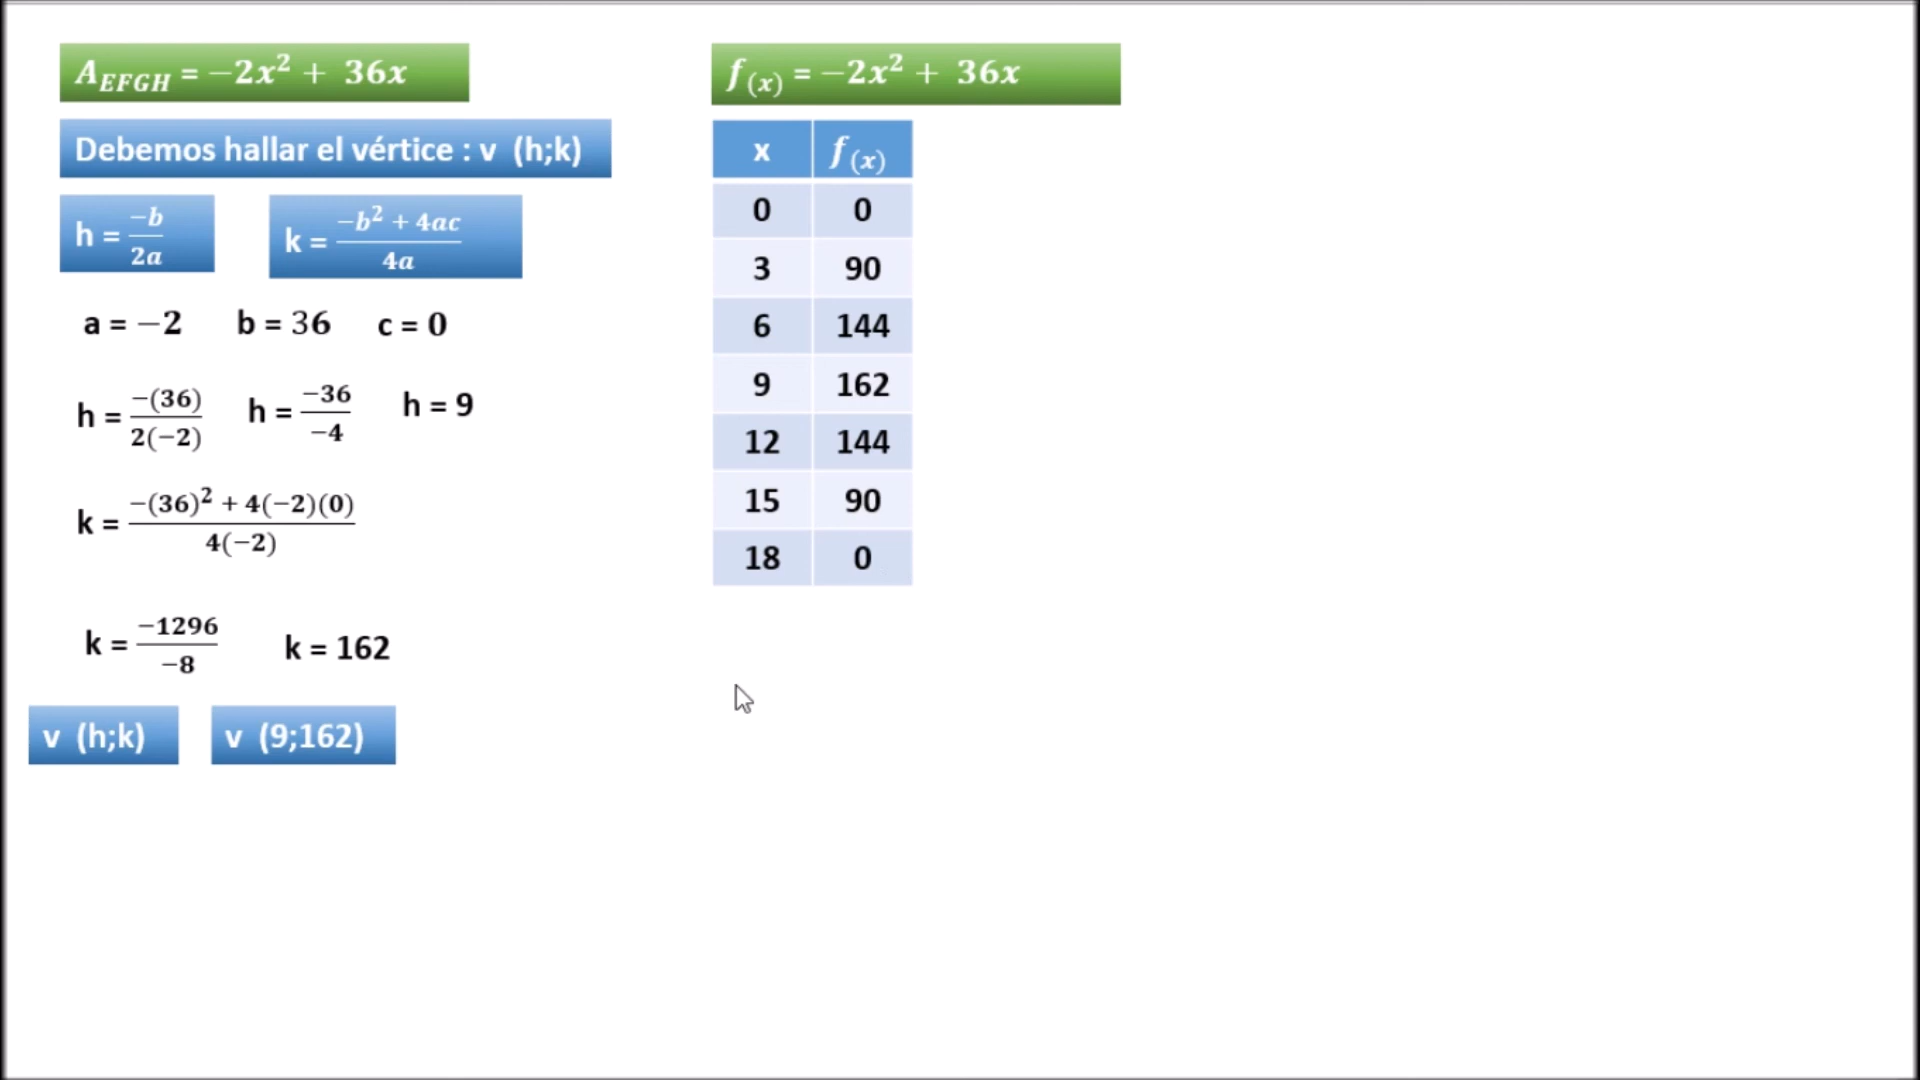 A_EFGH = −2x² + 36x
Debemos hallar el vértice : v (h;k)
h = −b / 2a
k = −b² + 4ac / 4a
a = −2 b = 36 c = 0
h = −(36) / 2(−2) h = −36 / −4 h = 9
k = −(36)² + 4(−2)(0) / 4(−2)
k = −1296 / −8 k = 162
v (h;k) v (9;162)
f(x) = −2x² + 36x
x f(x)
0 0
3 90
6 144
9 162
12 144
15 90
18 0